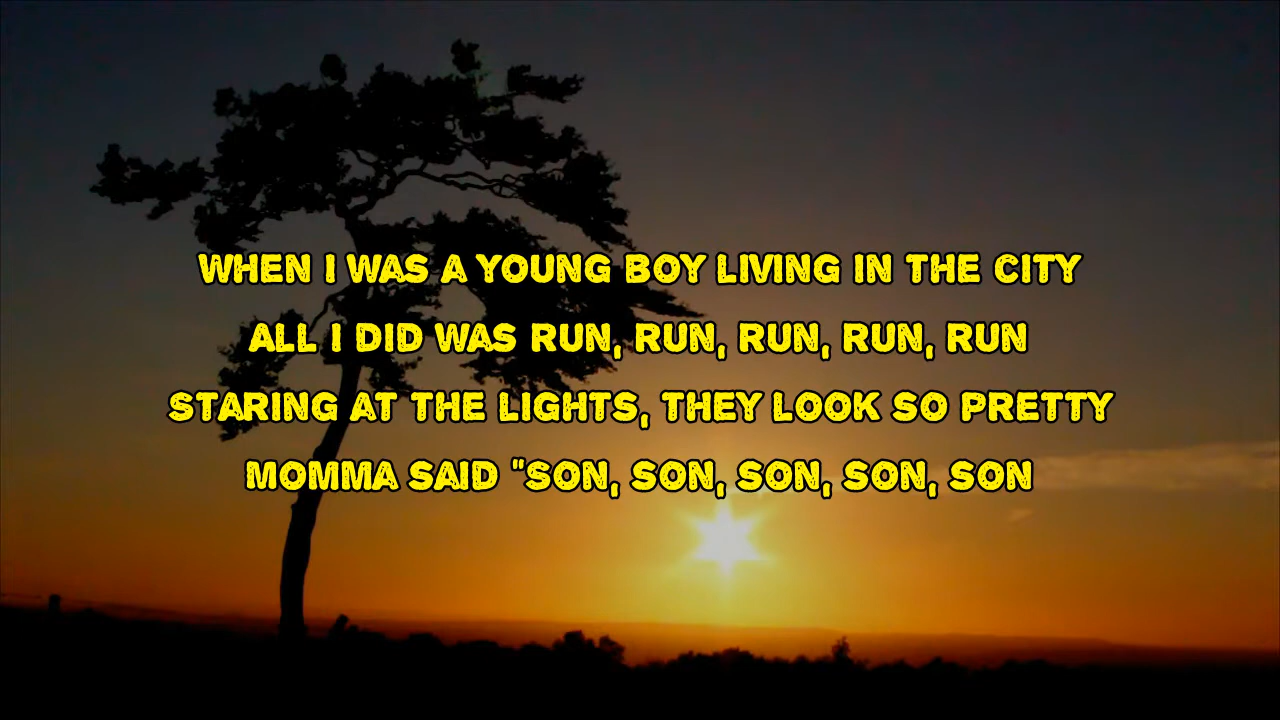 WHEN I WAS A YOUNG BOY LIVING IN THE CITY
ALL I DID WAS RUN, RUN, RUN, RUN, RUN
STARING AT THE LIGHTS, THEY LOOK SO PRETTY
MOMMA SAID "SON, SON, SON, SON, SON